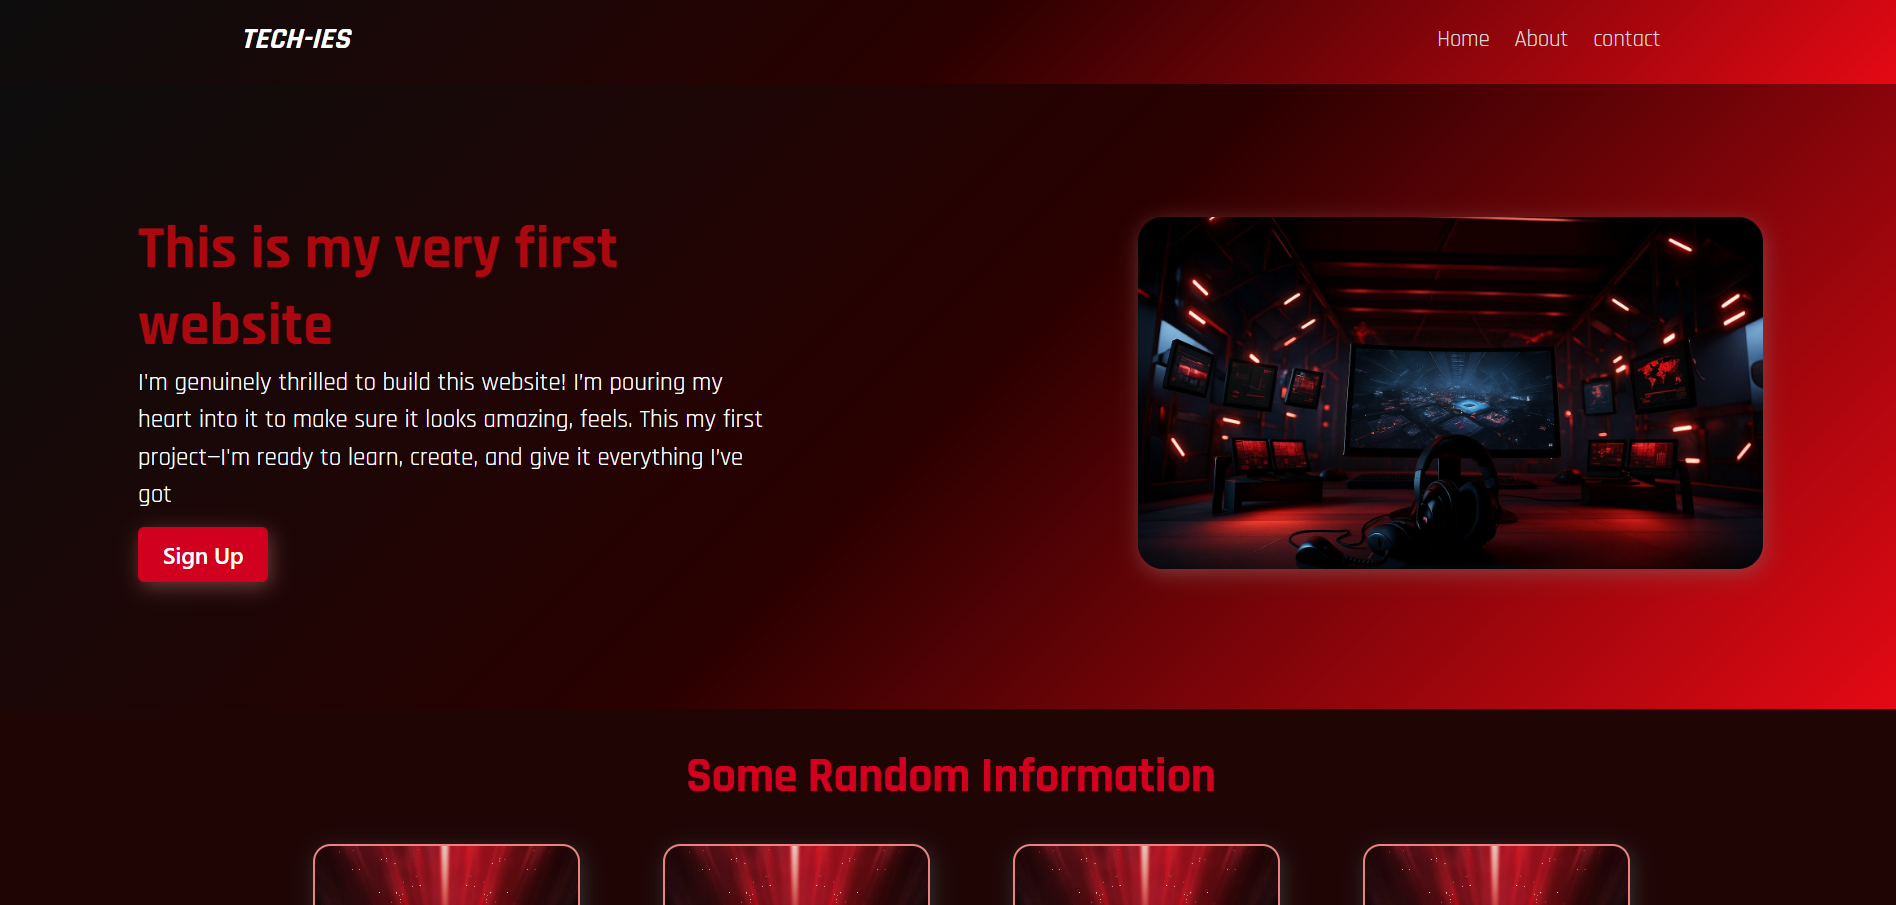 TECH-IES
Home About contact
This is my very first
website
I'm genuinely thrilled to build this website! I'm pouring my
heart into it to make sure it looks amazing, feels. This my first
project—I'm ready to learn, create, and give it everything I've
got
Sign Up
Some Random Information